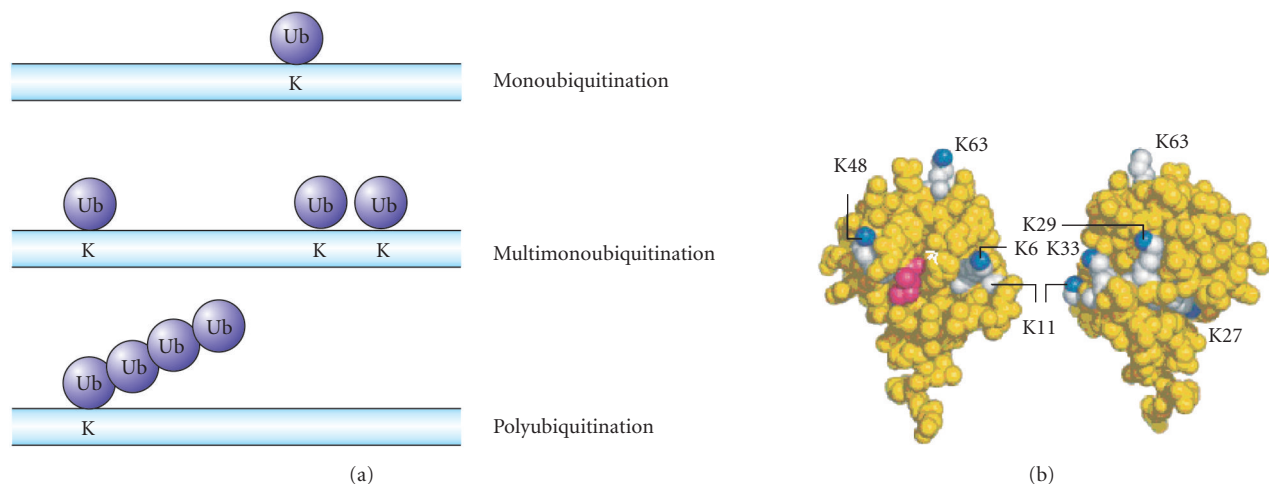 Ub
K
Monoubiquitination
Ub
Ub
Ub
K
K
K
Multimonoubiquitination
Ub
Ub
Ub
Ub
K
Polyubiquitination
(a)
K63
K48
K6
K11
K63
K29
K33
K27
(b)